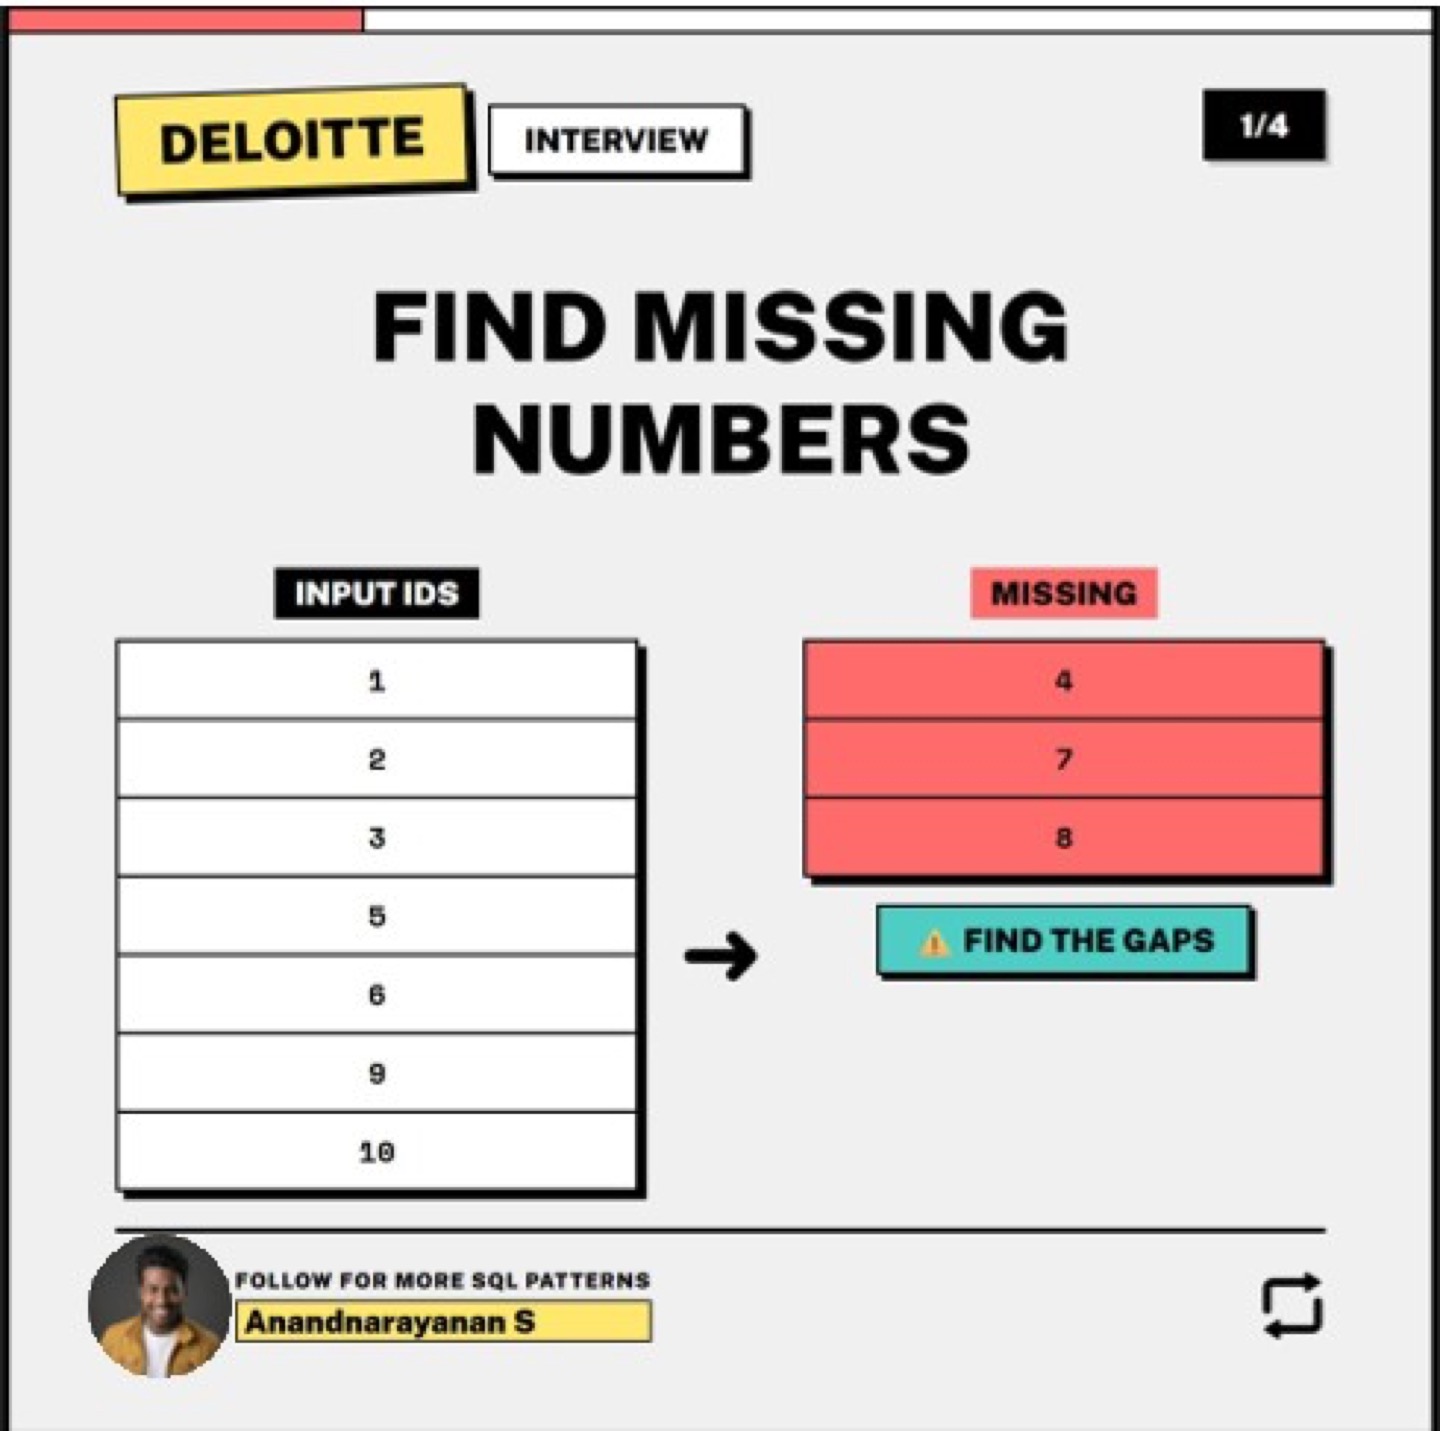 DELOITTE
INTERVIEW
1/4
FIND MISSING
NUMBERS
INPUT IDS
1
2
3
5
6
9
10
MISSING
4
7
8
⚠️ FIND THE GAPS
FOLLOW FOR MORE SQL PATTERNS
Anandnarayanan S